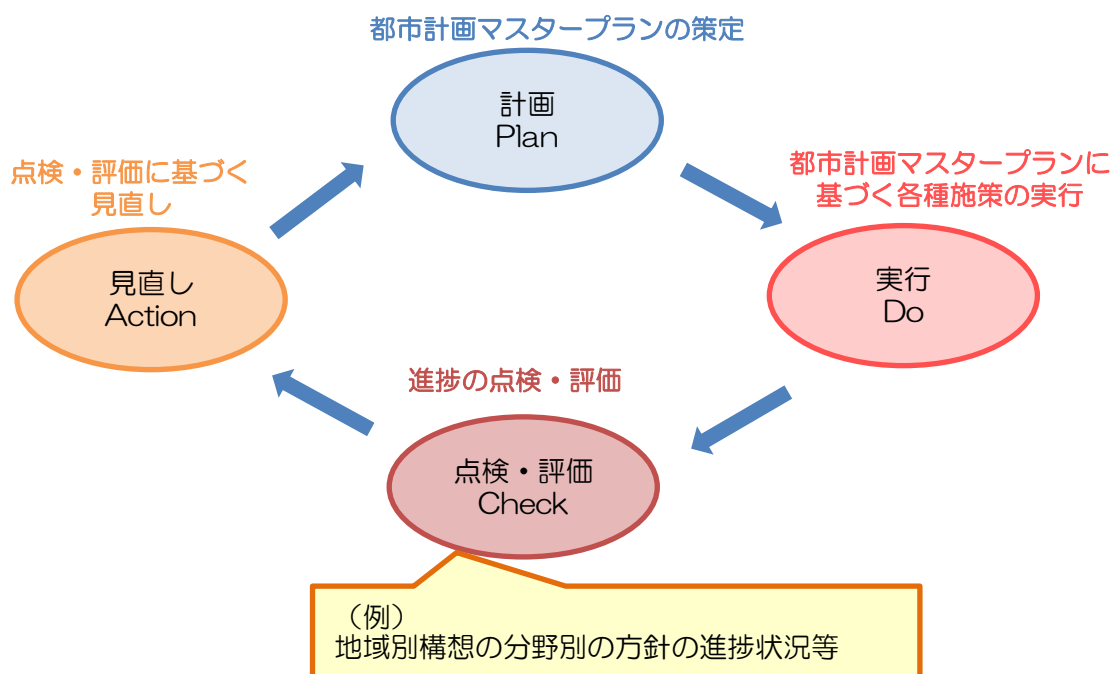 都市計画マスタープランの策定
計画
Plan
都市計画マスタープランに
基づく各種施策の実行
実行
Do
進捗の点検・評価
点検・評価
Check
（例）
地域別構想の分野別の方針の進捗状況等
点検・評価に基づく
見直し
見直し
Action